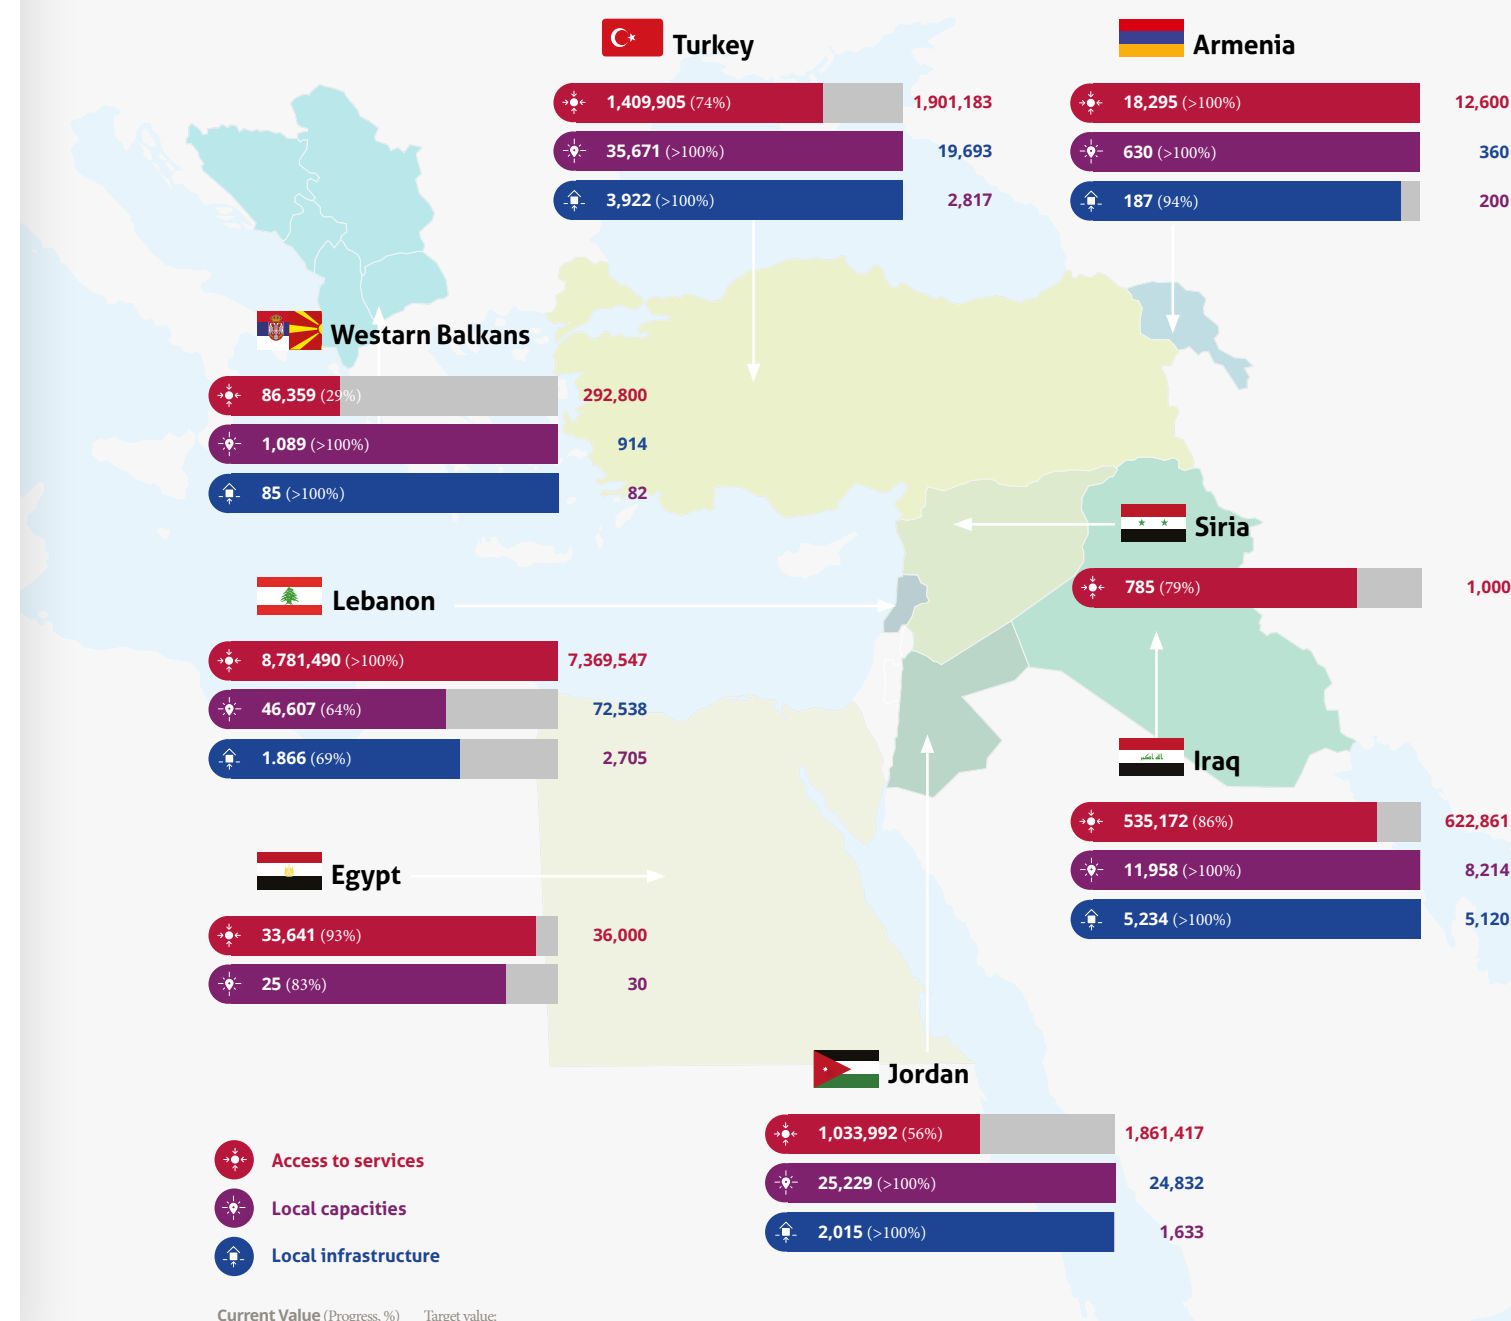 Turkey
1,409,905 (74%) 1,901,183
35,671 (>100%) 19,693
3,922 (>100%) 2,817
Armenia
18,295 (>100%) 12,600
630 (>100%) 360
187 (94%) 200
Westarn Balkans
86,359 (29%) 292,800
1,089 (>100%) 914
85 (>100%) 82
Siria
785 (79%) 1,000
Lebanon
8,781,490 (>100%) 7,369,547
46,607 (64%) 72,538
1.866 (69%) 2,705
Iraq
535,172 (86%) 622,861
11,958 (>100%) 8,214
5,234 (>100%) 5,120
Egypt
33,641 (93%) 36,000
25 (83%) 30
Jordan
1,033,992 (56%) 1,861,417
25,229 (>100%) 24,832
2,015 (>100%) 1,633
Access to services
Local capacities
Local infrastructure
Current Value (Progress, %) Target value: